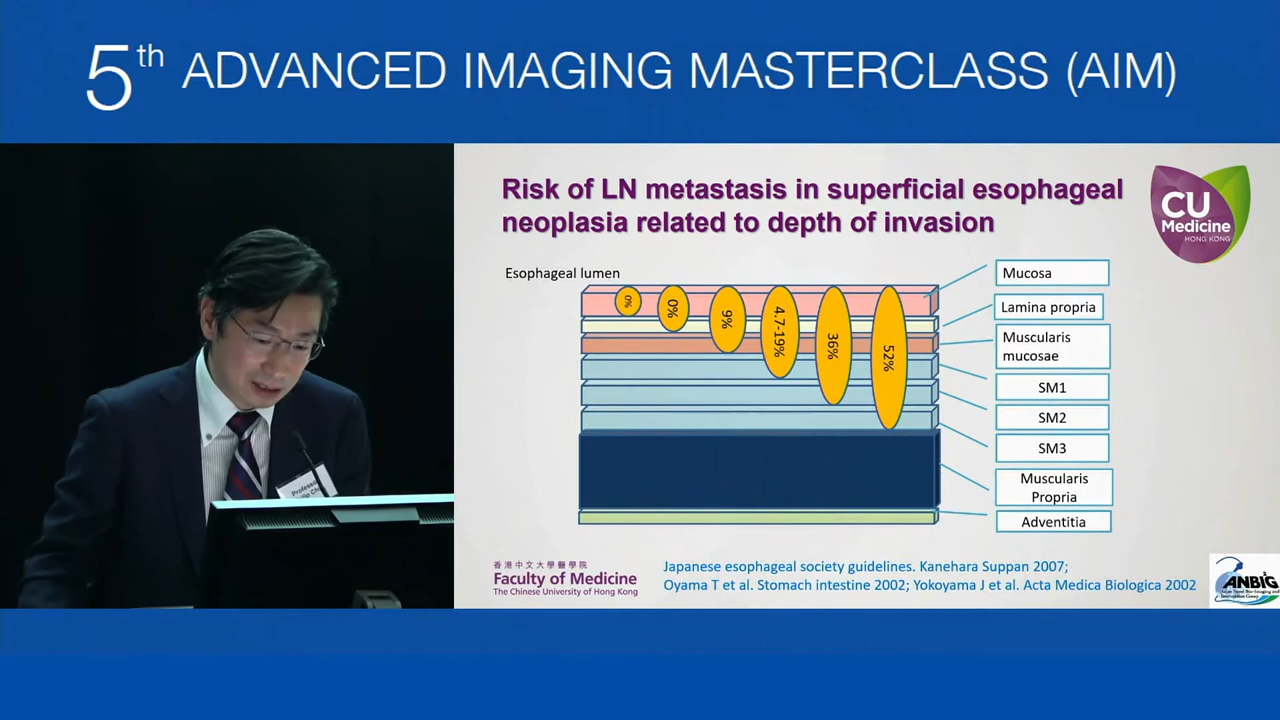 5th ADVANCED IMAGING MASTERCLASS (AIM)
Risk of LN metastasis in superficial esophageal
neoplasia related to depth of invasion
CU
Medicine
HONG KONG
Esophageal lumen
0%
0%
9%
4.7-19%
36%
52%
Mucosa
Lamina propria
Muscularis
mucosae
SM1
SM2
SM3
Muscularis
Propria
Adventitia
Professor
香港中文大學醫學院
Faculty of Medicine
The Chinese University of Hong Kong
Japanese esophageal society guidelines. Kanehara Suppan 2007;
Oyama T et al. Stomach intestine 2002; Yokoyama J et al. Acta Medica Biologica 2002
ANBIG